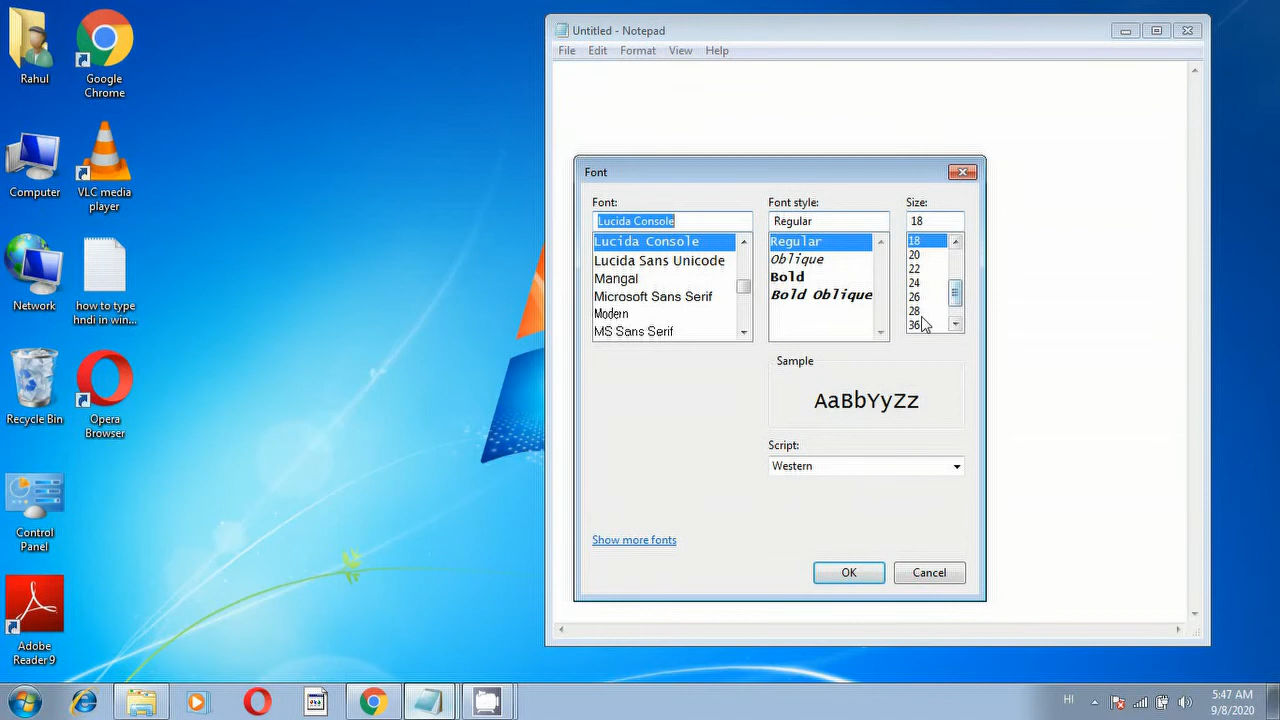 Rahul
Google
Chrome
Computer
VLC media
player
Network
how to type
hndi in win...
Recycle Bin
Opera
Browser
Control
Panel
Adobe
Reader 9
Untitled - Notepad
File Edit Format View Help
Font
Font: Font style: Size:
Lucida Console Regular 18
Lucida Console
Lucida Sans Unicode
Mangal
Microsoft Sans Serif
Modern
MS Sans Serif
Regular
Oblique
Bold
Bold Oblique
18
20
22
24
26
28
36
Sample
AaBbYyZz
Script:
Western
Show more fonts
OK Cancel
HI
5:47 AM
9/8/2020